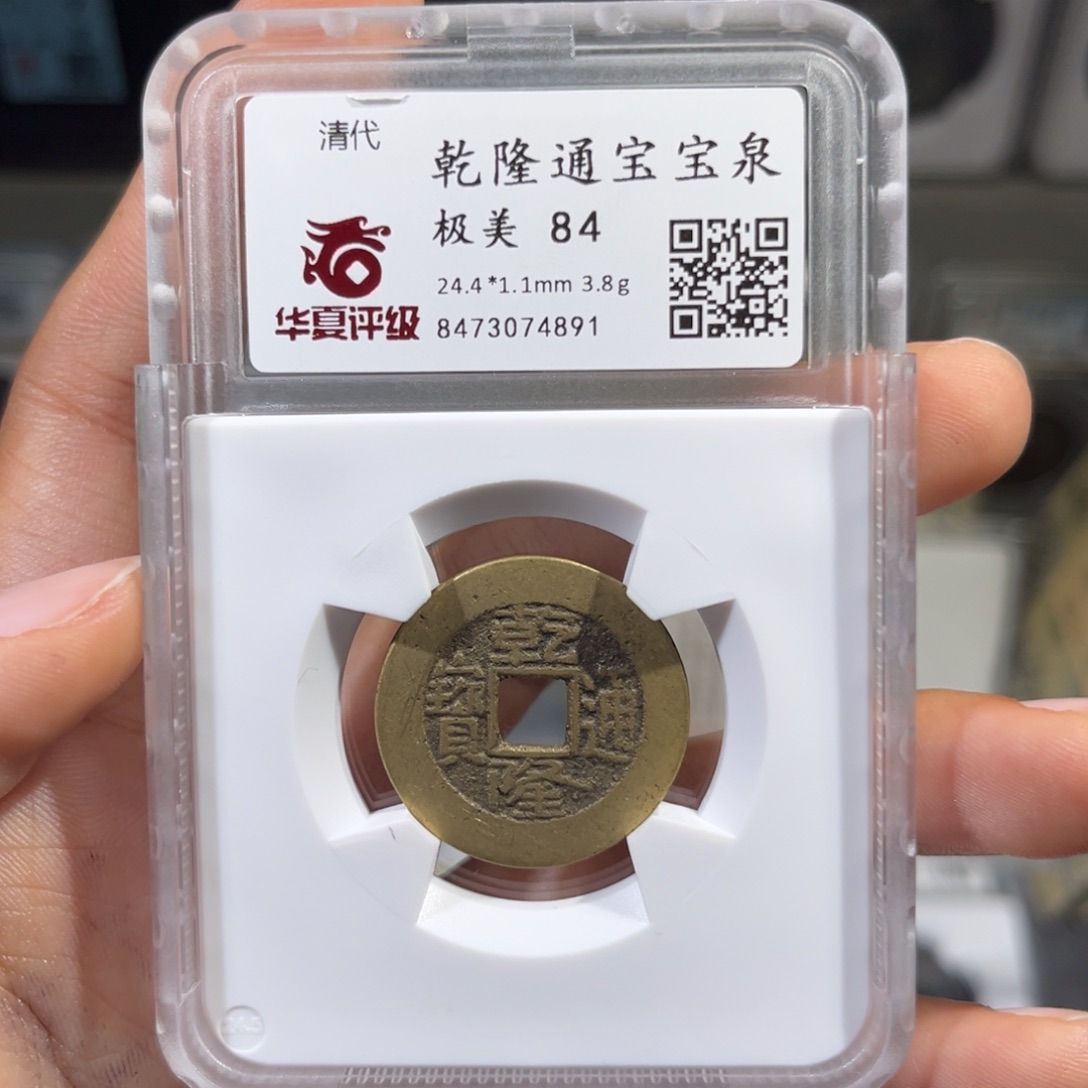 清代
乾隆通宝宝泉
极美 84
24.4*1.1mm 3.8g
8473074891
华夏评级
乾隆通寶